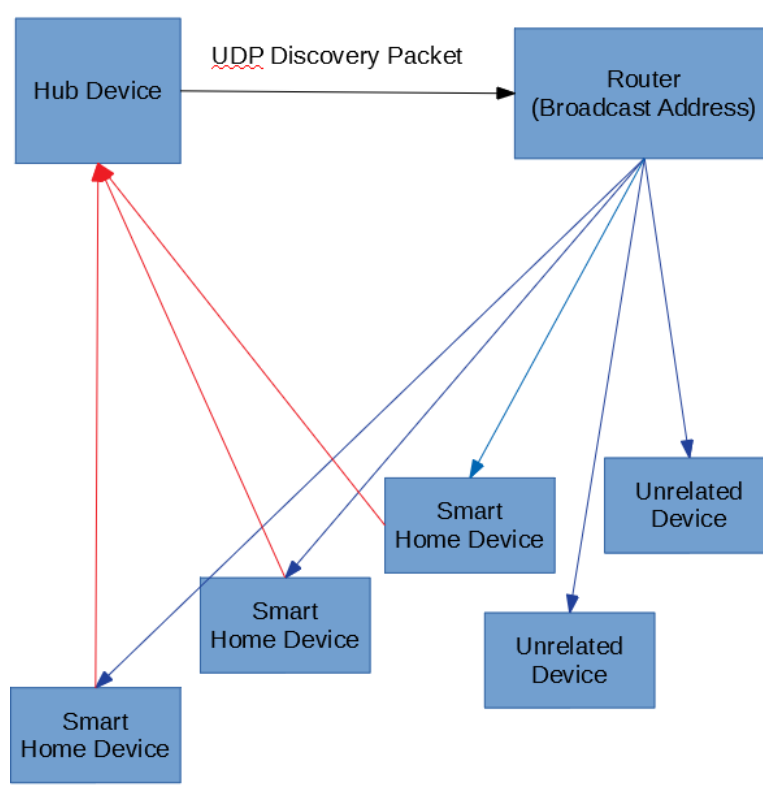 UDP Discovery Packet
Hub Device
Router
(Broadcast Address)
Smart
Home Device
Unrelated
Device
Smart
Home Device
Unrelated
Device
Smart
Home Device